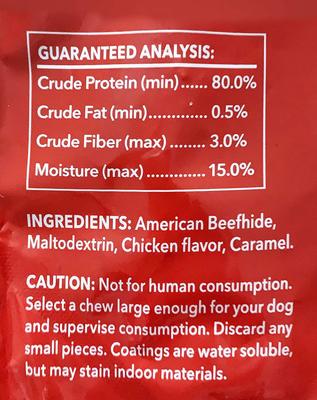 GUARANTEED ANALYSIS:
Crude Protein (min)...... 80.0%
Crude Fat (min)............. 0.5%
Crude Fiber (max) ........ 3.0%
Moisture (max) ............. 15.0%
INGREDIENTS: American Beefhide,
Maltodextrin, Chicken flavor, Caramel.
CAUTION: Not for human consumption.
Select a chew large enough for your dog
and supervise consumption. Discard any
small pieces. Coatings are water soluble,
but may stain indoor materials.